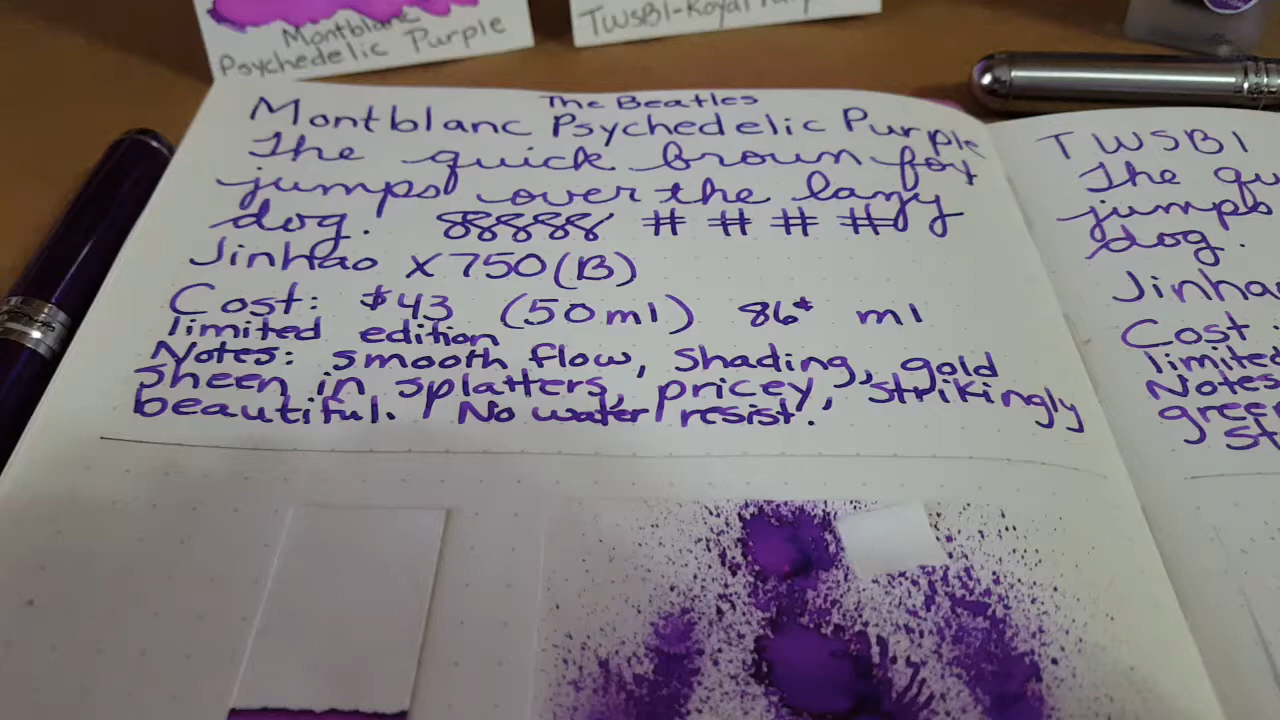 Montblanc
Psychedelic Purple
TWSBI-Royal
The Beatles
Montblanc Psychedelic Purple
The quick brown fox
jumps over the lazy
dog. 88888 # # # #
Jinhao X750 (B)
Cost: $43 (50ml) 86¢ ml
limited edition
Notes: smooth flow, shading, gold
sheen in splatters, pricey, strikingly
beautiful. No water resist.
TWSBI
The qu
jumps
dog.
Jinha
Cost
limited
Notes
green
st